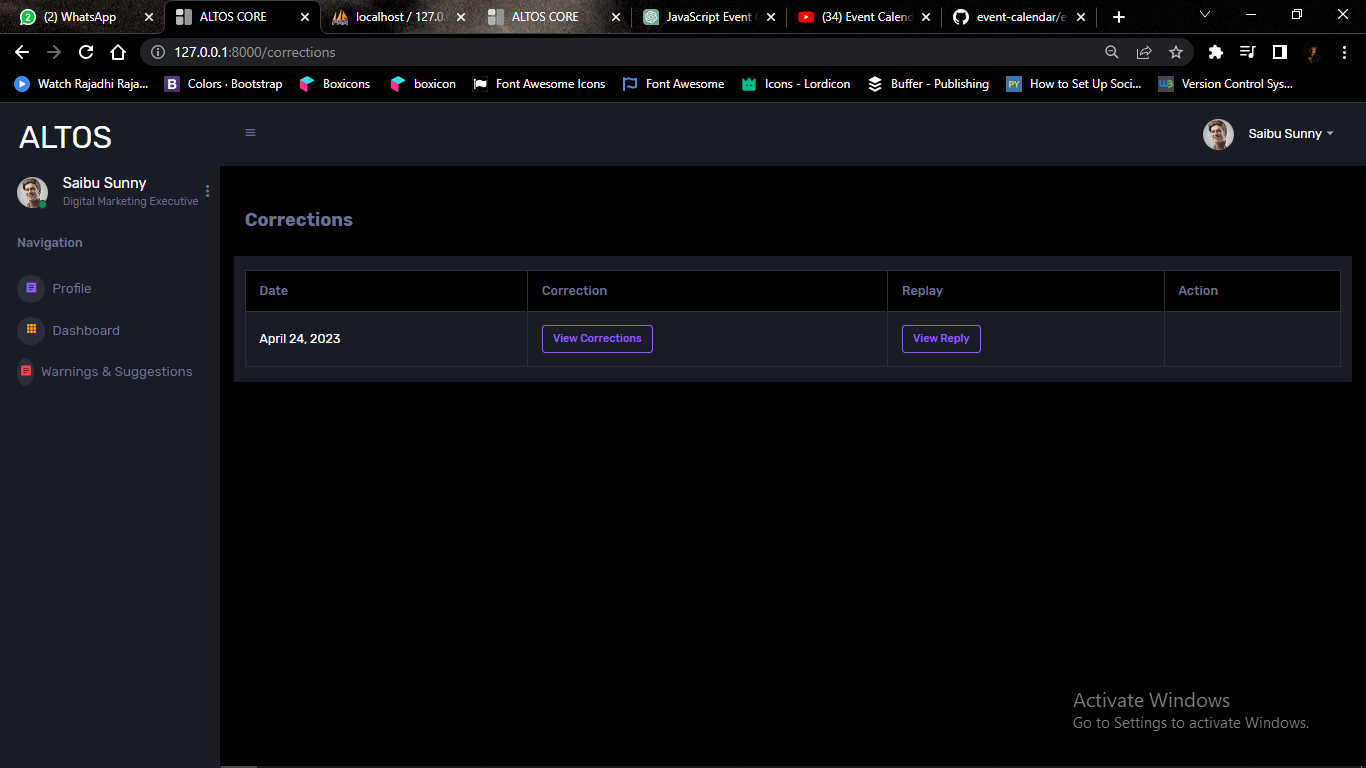 (2) WhatsApp
ALTOS CORE
localhost / 127.0.
ALTOS CORE
JavaScript Event
(34) Event Calend
event-calendar/e
127.0.0.1:8000/corrections
Watch Rajadhi Raja...
B Colors · Bootstrap
Boxicons
boxicon
Font Awesome Icons
Font Awesome
Icons - Lordicon
Buffer - Publishing
PY How to Set Up Soci...
W3 Version Control Sys...
ALTOS
Saibu Sunny
Saibu Sunny
Digital Marketing Executive
Navigation
Profile
Dashboard
Warnings & Suggestions
Corrections
Date Correction Replay Action
April 24, 2023 View Corrections View Reply
Activate Windows
Go to Settings to activate Windows.